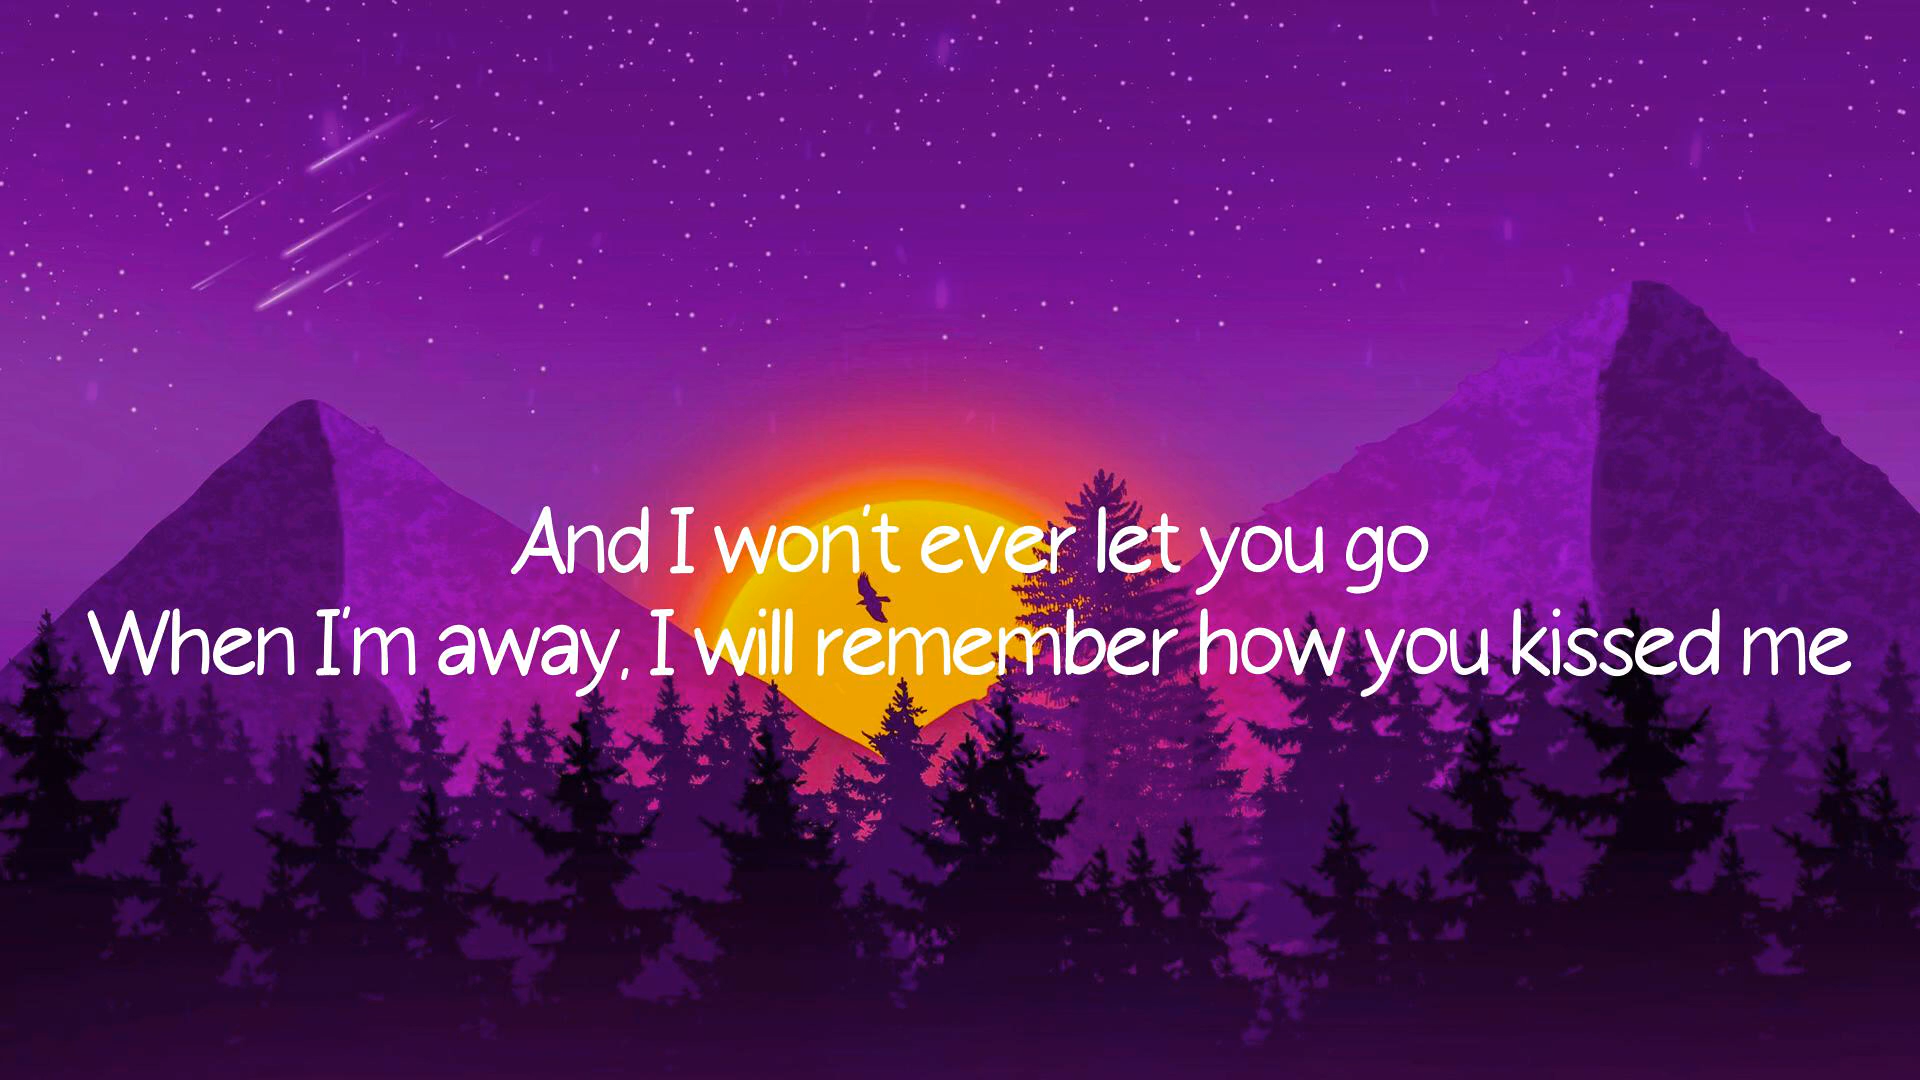 And I won't ever let you go
When I'm away, I will remember how you kissed me